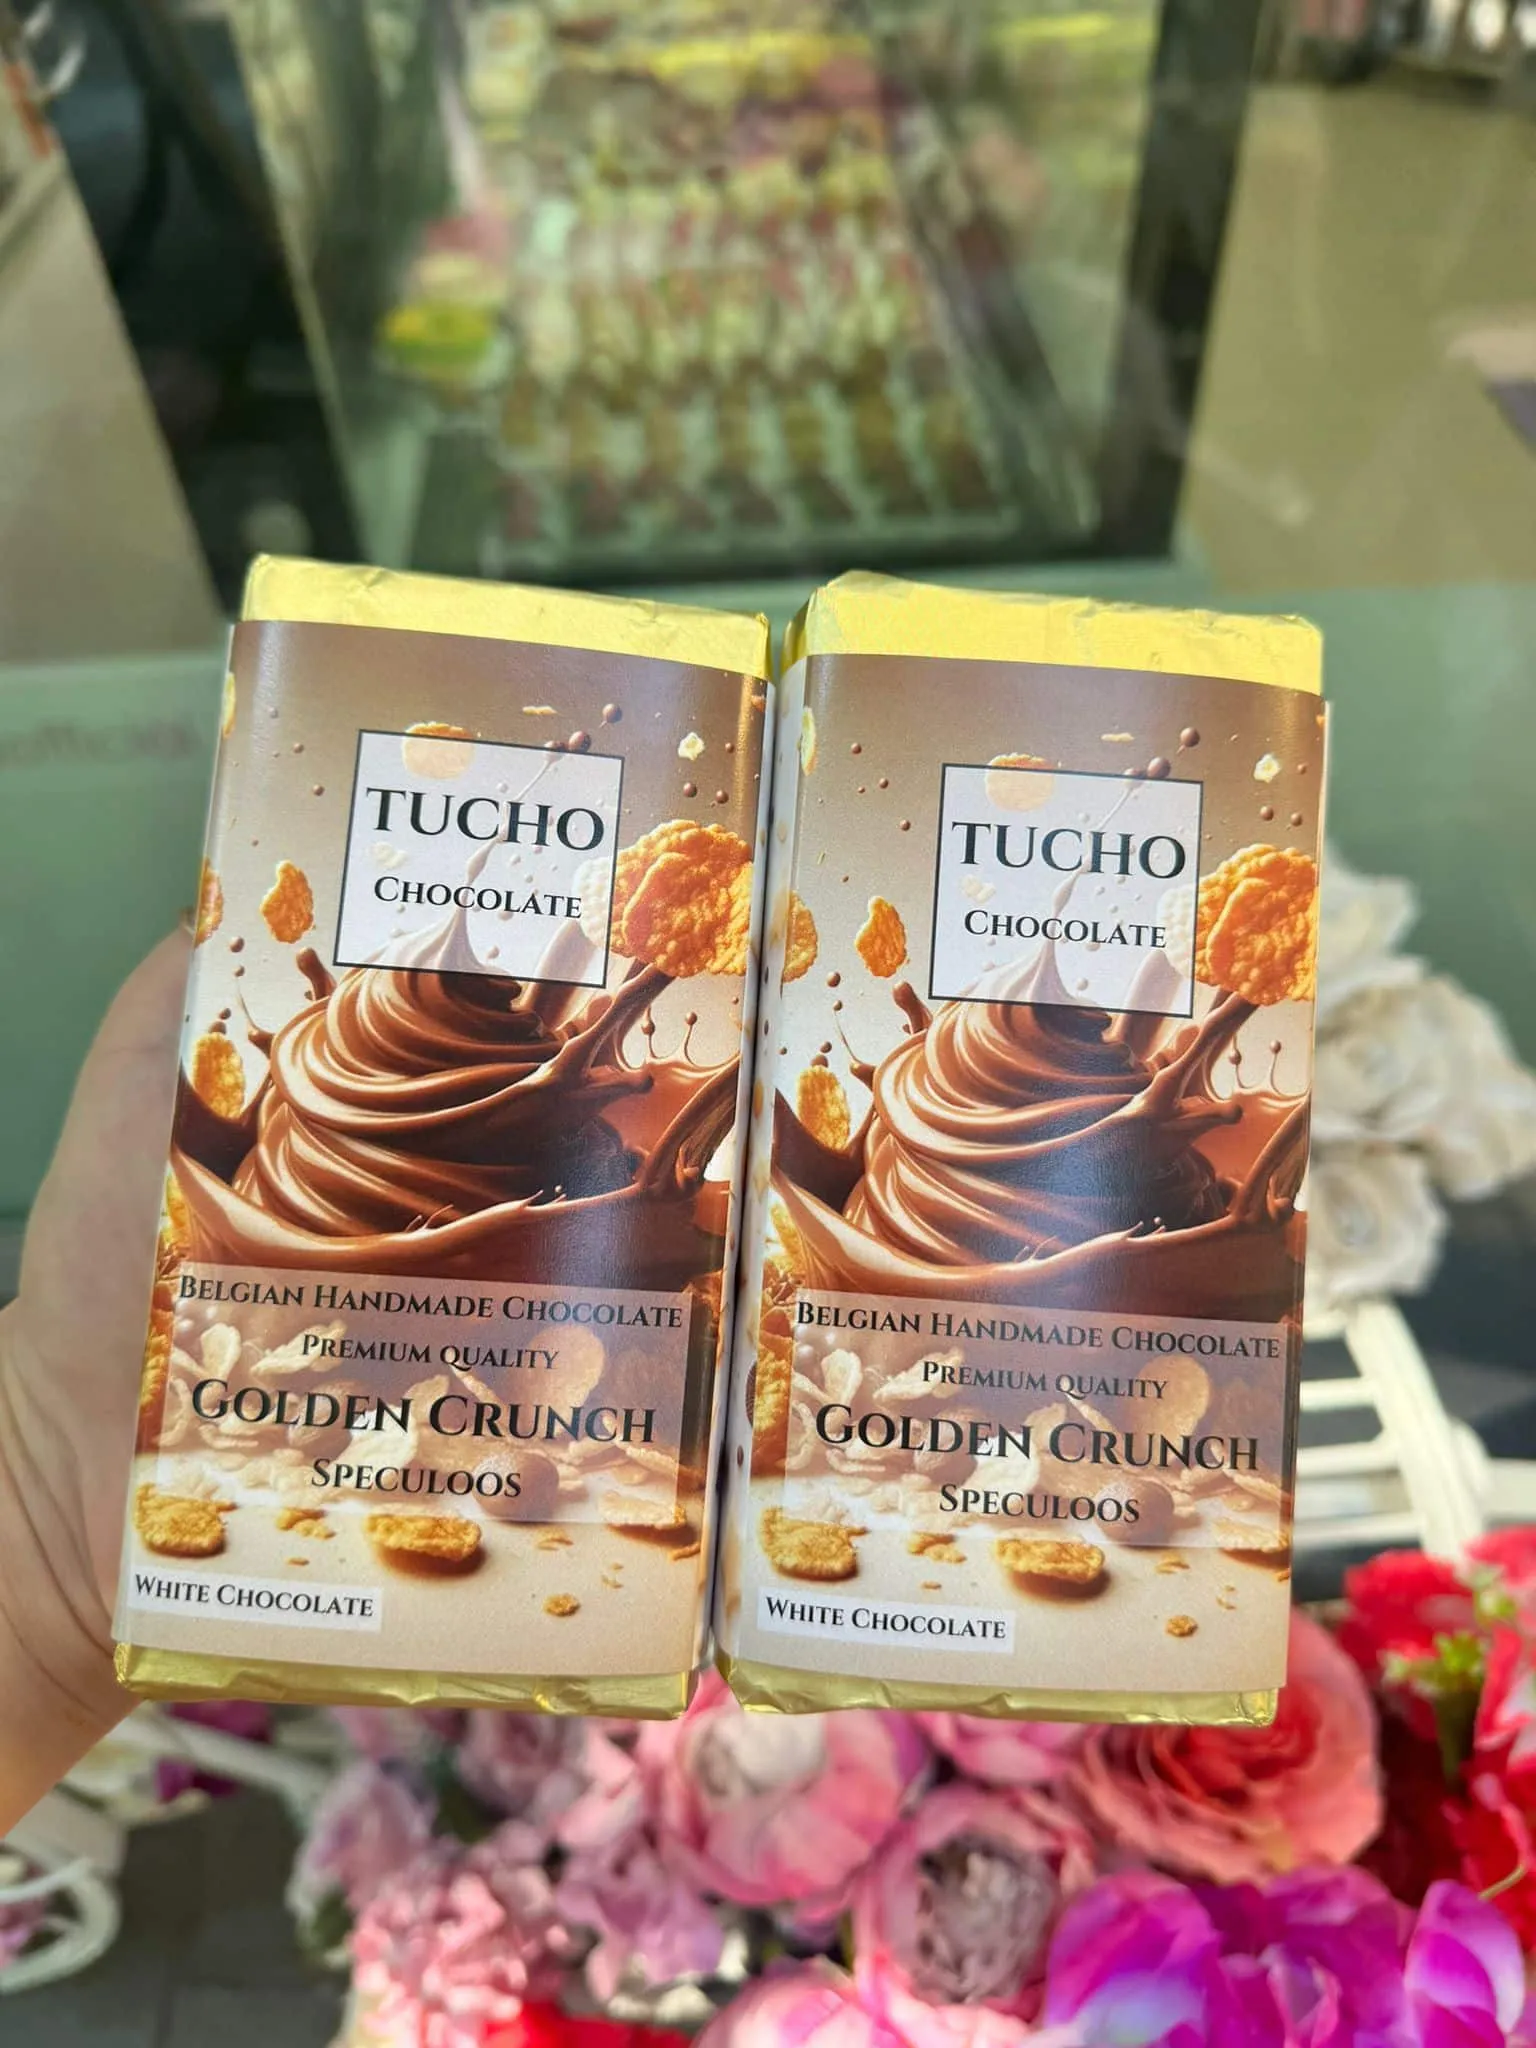 TUCHO
CHOCOLATE
BELGIAN HANDMADE CHOCOLATE
PREMIUM QUALITY
GOLDEN CRUNCH
SPECULOOS
WHITE CHOCOLATE
TUCHO
CHOCOLATE
BELGIAN HANDMADE CHOCOLATE
PREMIUM QUALITY
GOLDEN CRUNCH
SPECULOOS
WHITE CHOCOLATE